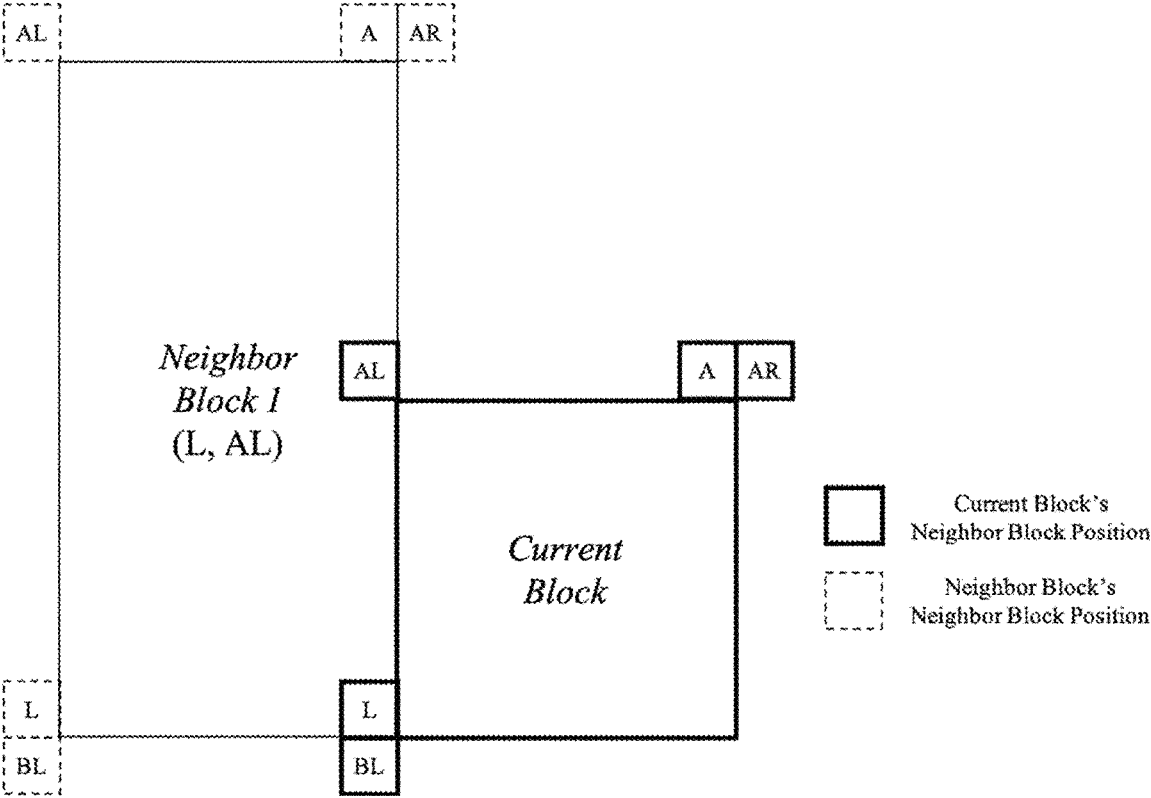 AL
A
AR
Neighbor
Block 1
(L, AL)
AL
A
AR
Current
Block
Current Block's
Neighbor Block Position
Neighbor Block's
Neighbor Block Position
L
L
BL
BL